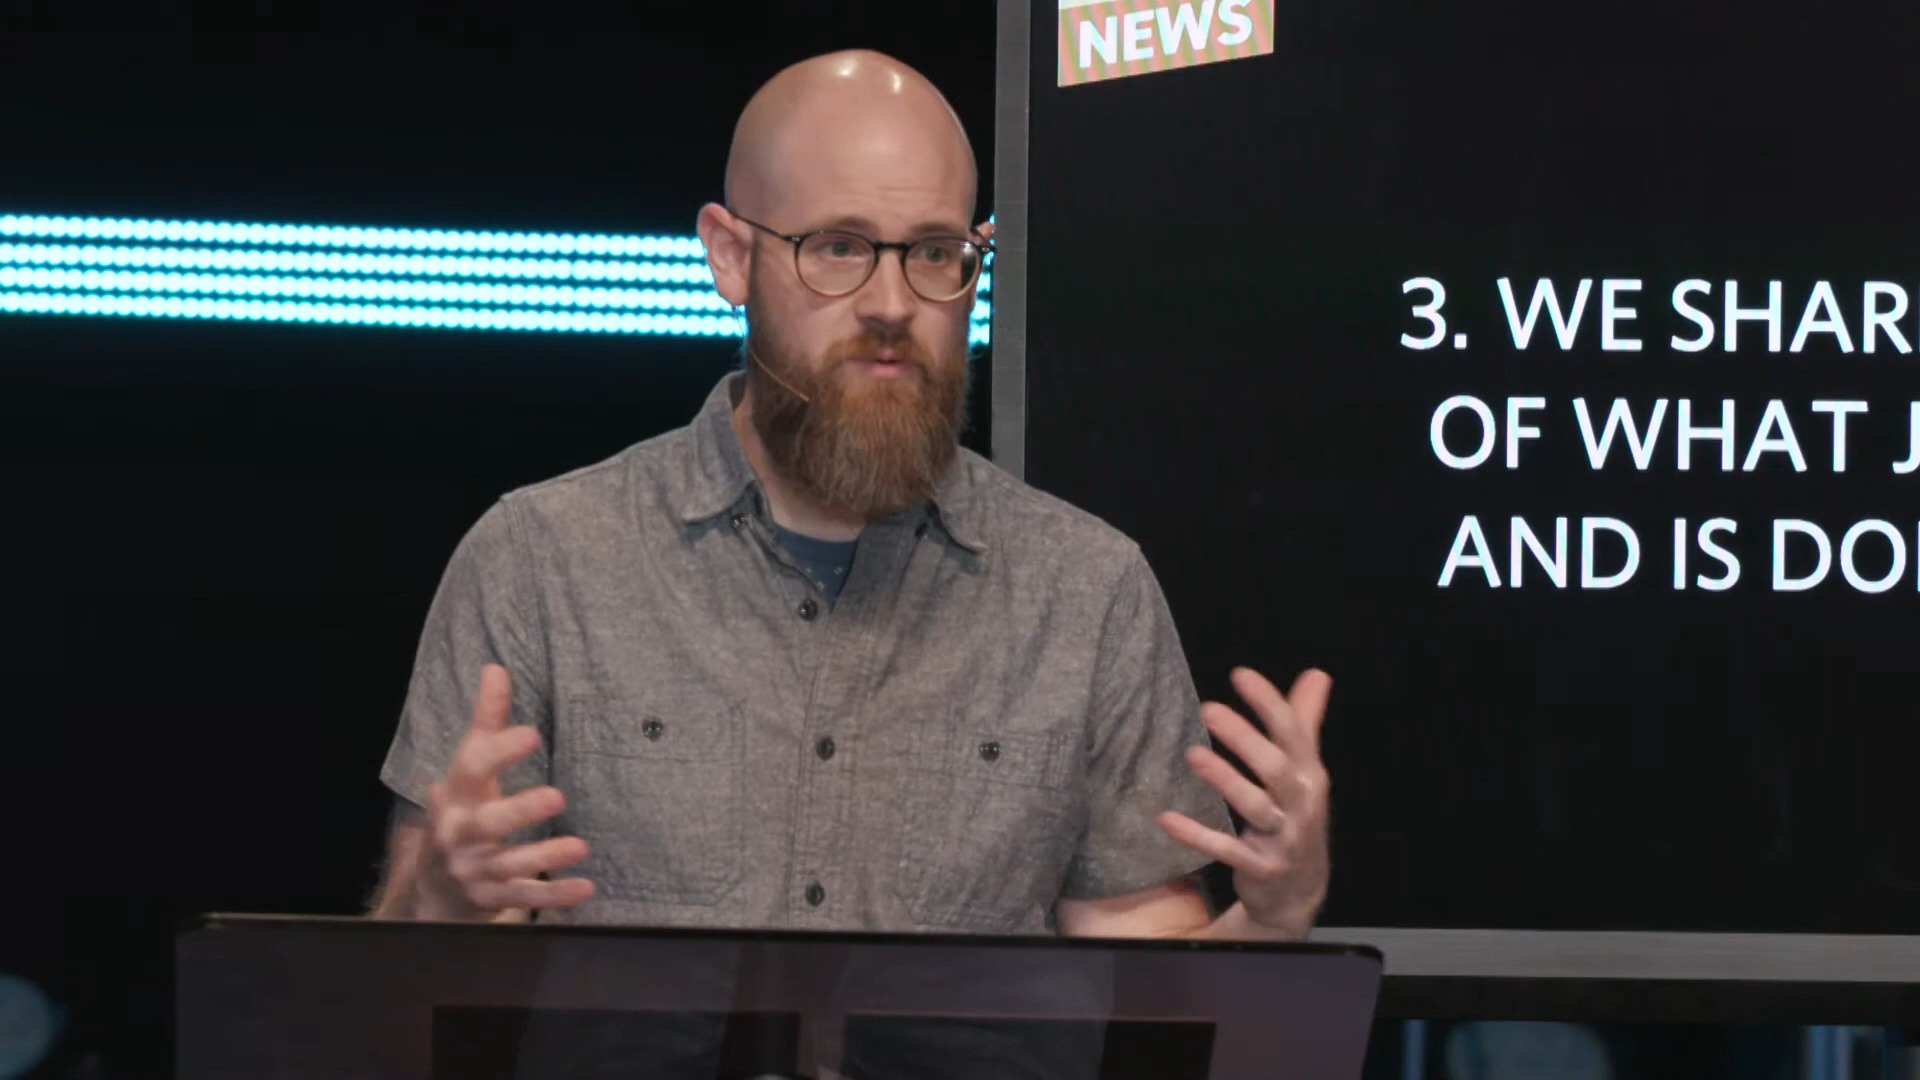 NEWS
3. WE SHAR
OF WHAT J
AND IS DO